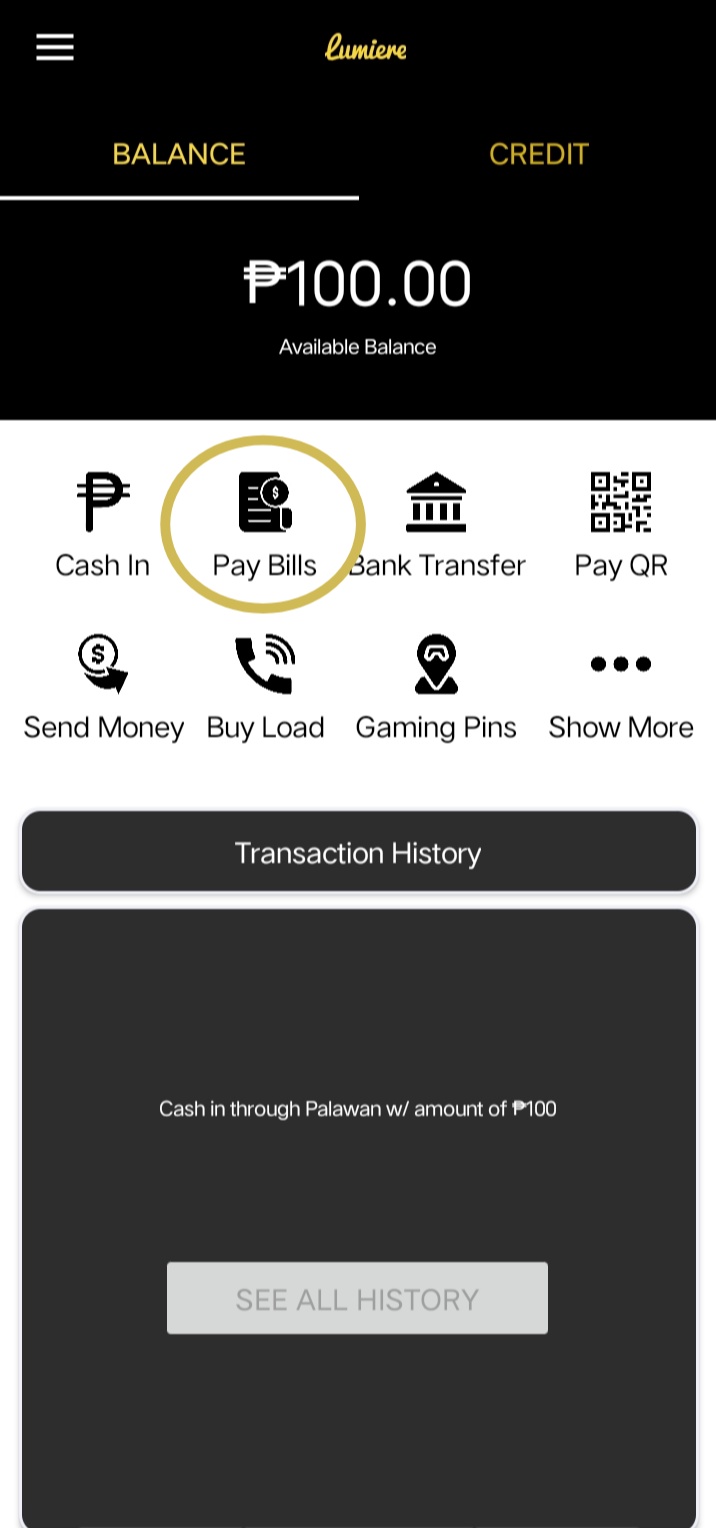 Lumiere
BALANCE CREDIT
₱100.00
Available Balance
Cash In Pay Bills Bank Transfer Pay QR
Send Money Buy Load Gaming Pins Show More
Transaction History
Cash in through Palawan w/ amount of ₱100
SEE ALL HISTORY